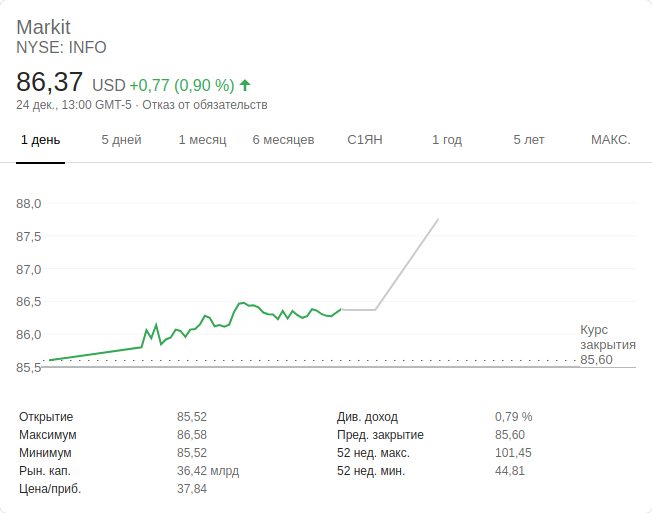 Markit
NYSE: INFO
86,37 USD +0,77 (0,90 %)
24 дек., 13:00 GMT-5 · Отказ от обязательств
1 день 5 дней 1 месяц 6 месяцев С1ЯН 1 год 5 лет МАКС.
88,0
87,5
87,0
86,5
86,0
85,5
Курс
закрытия
85,60
Открытие 85,52 Див. доход 0,79 %
Максимум 86,58 Пред. закрытие 85,60
Минимум 85,52 52 нед. макс. 101,45
Рын. кап. 36,42 млрд 52 нед. мин. 44,81
Цена/приб. 37,84